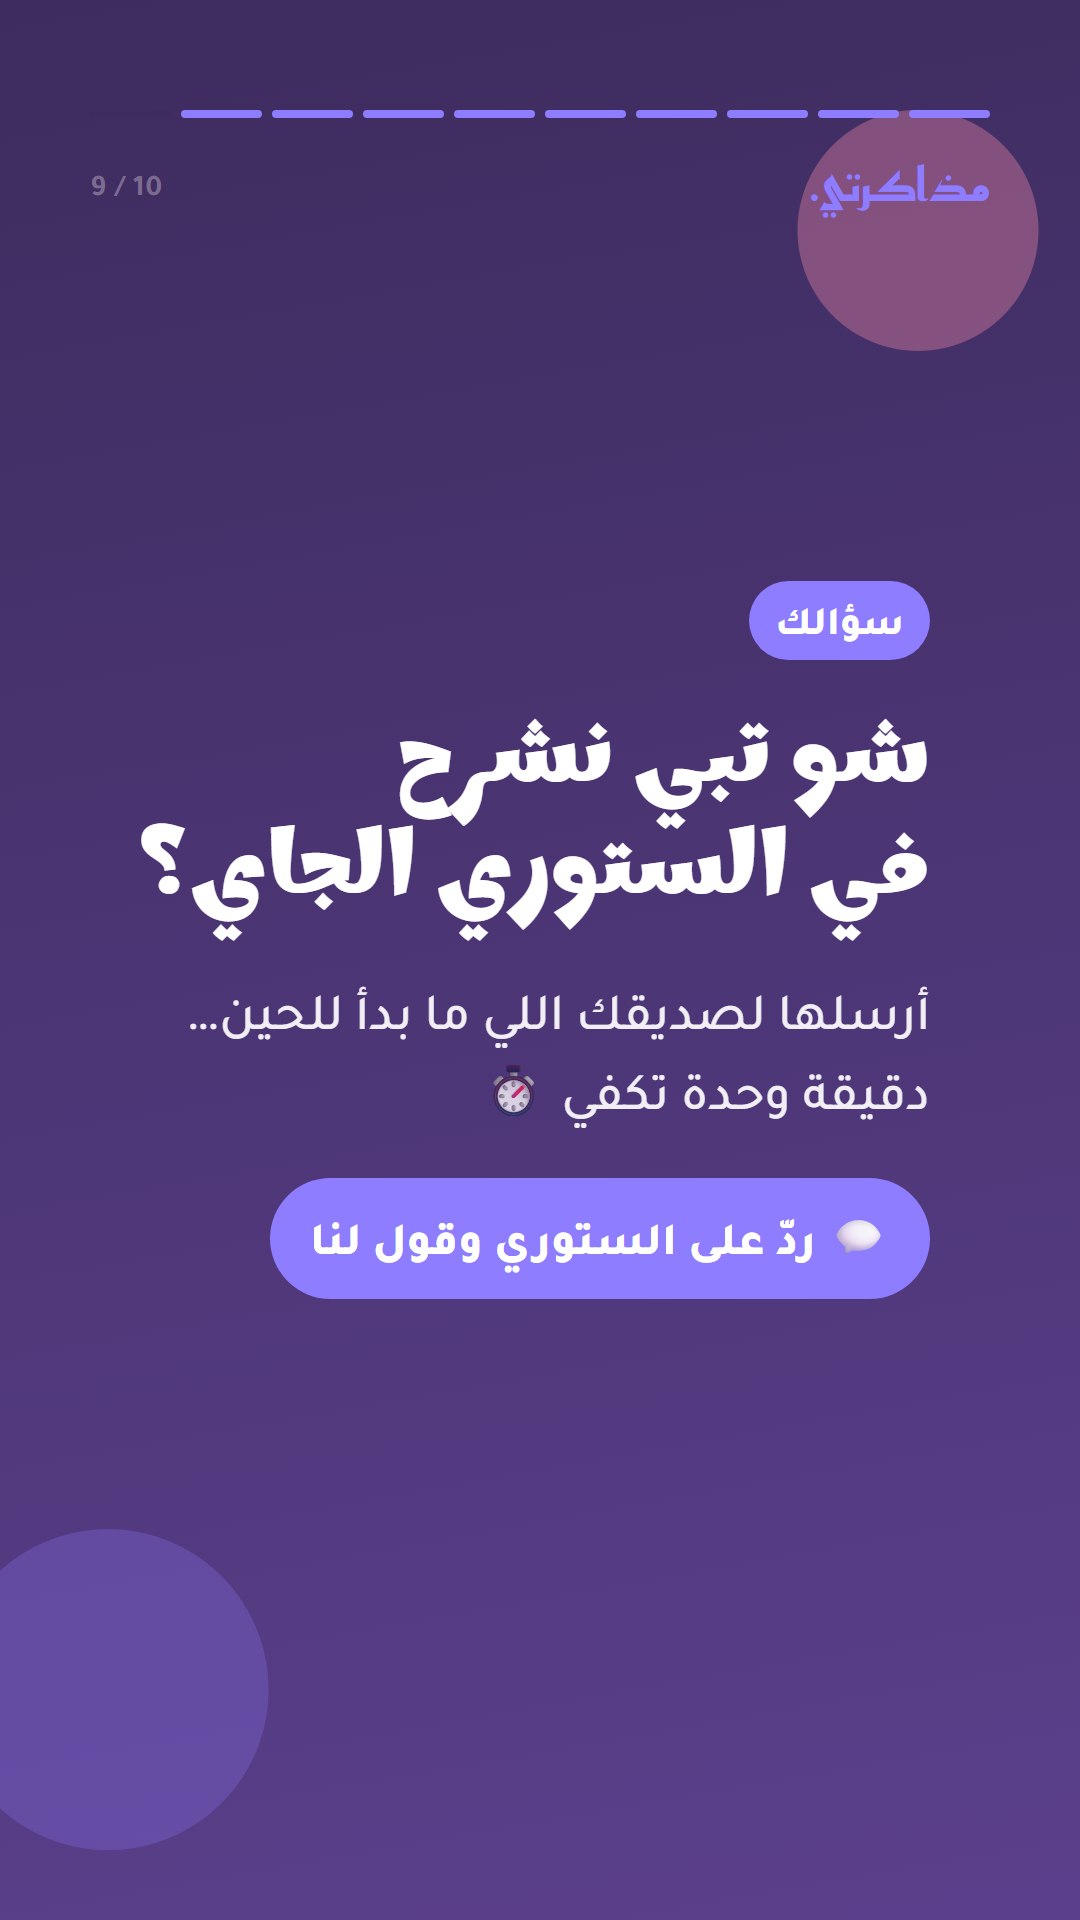 مذاكرتي.
9 / 10
سؤالك
شو تبي نشرح
في الستوري الجاي؟
أرسلها لصديقك اللي ما بدأ للحين...
دقيقة وحدة تكفي ⏱
💬 ردّ على الستوري وقول لنا